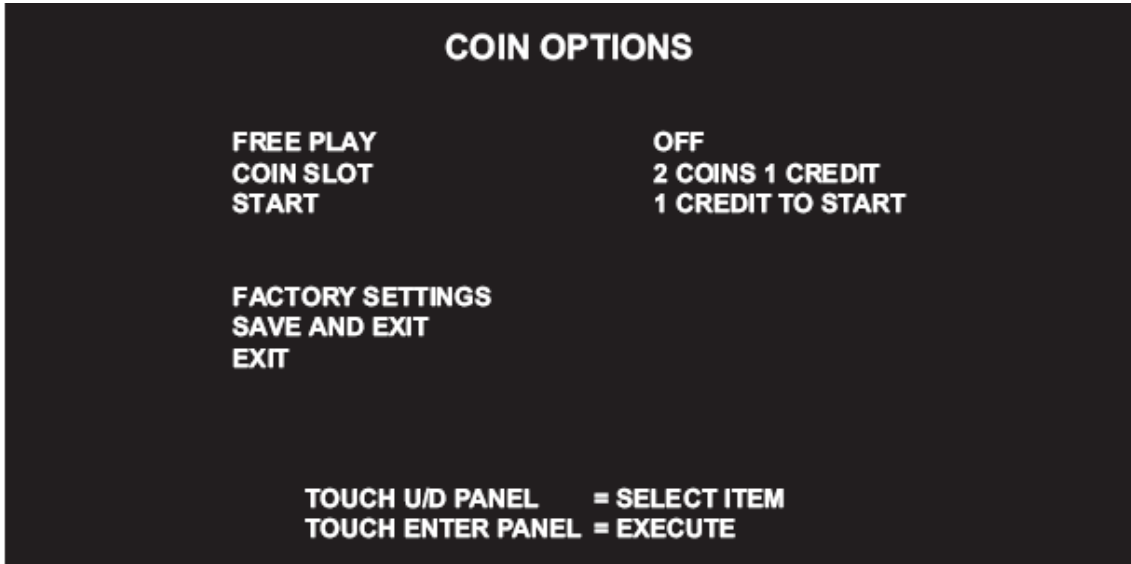 COIN OPTIONS
FREE PLAY OFF
COIN SLOT 2 COINS 1 CREDIT
START 1 CREDIT TO START
FACTORY SETTINGS
SAVE AND EXIT
EXIT
TOUCH U/D PANEL = SELECT ITEM
TOUCH ENTER PANEL = EXECUTE